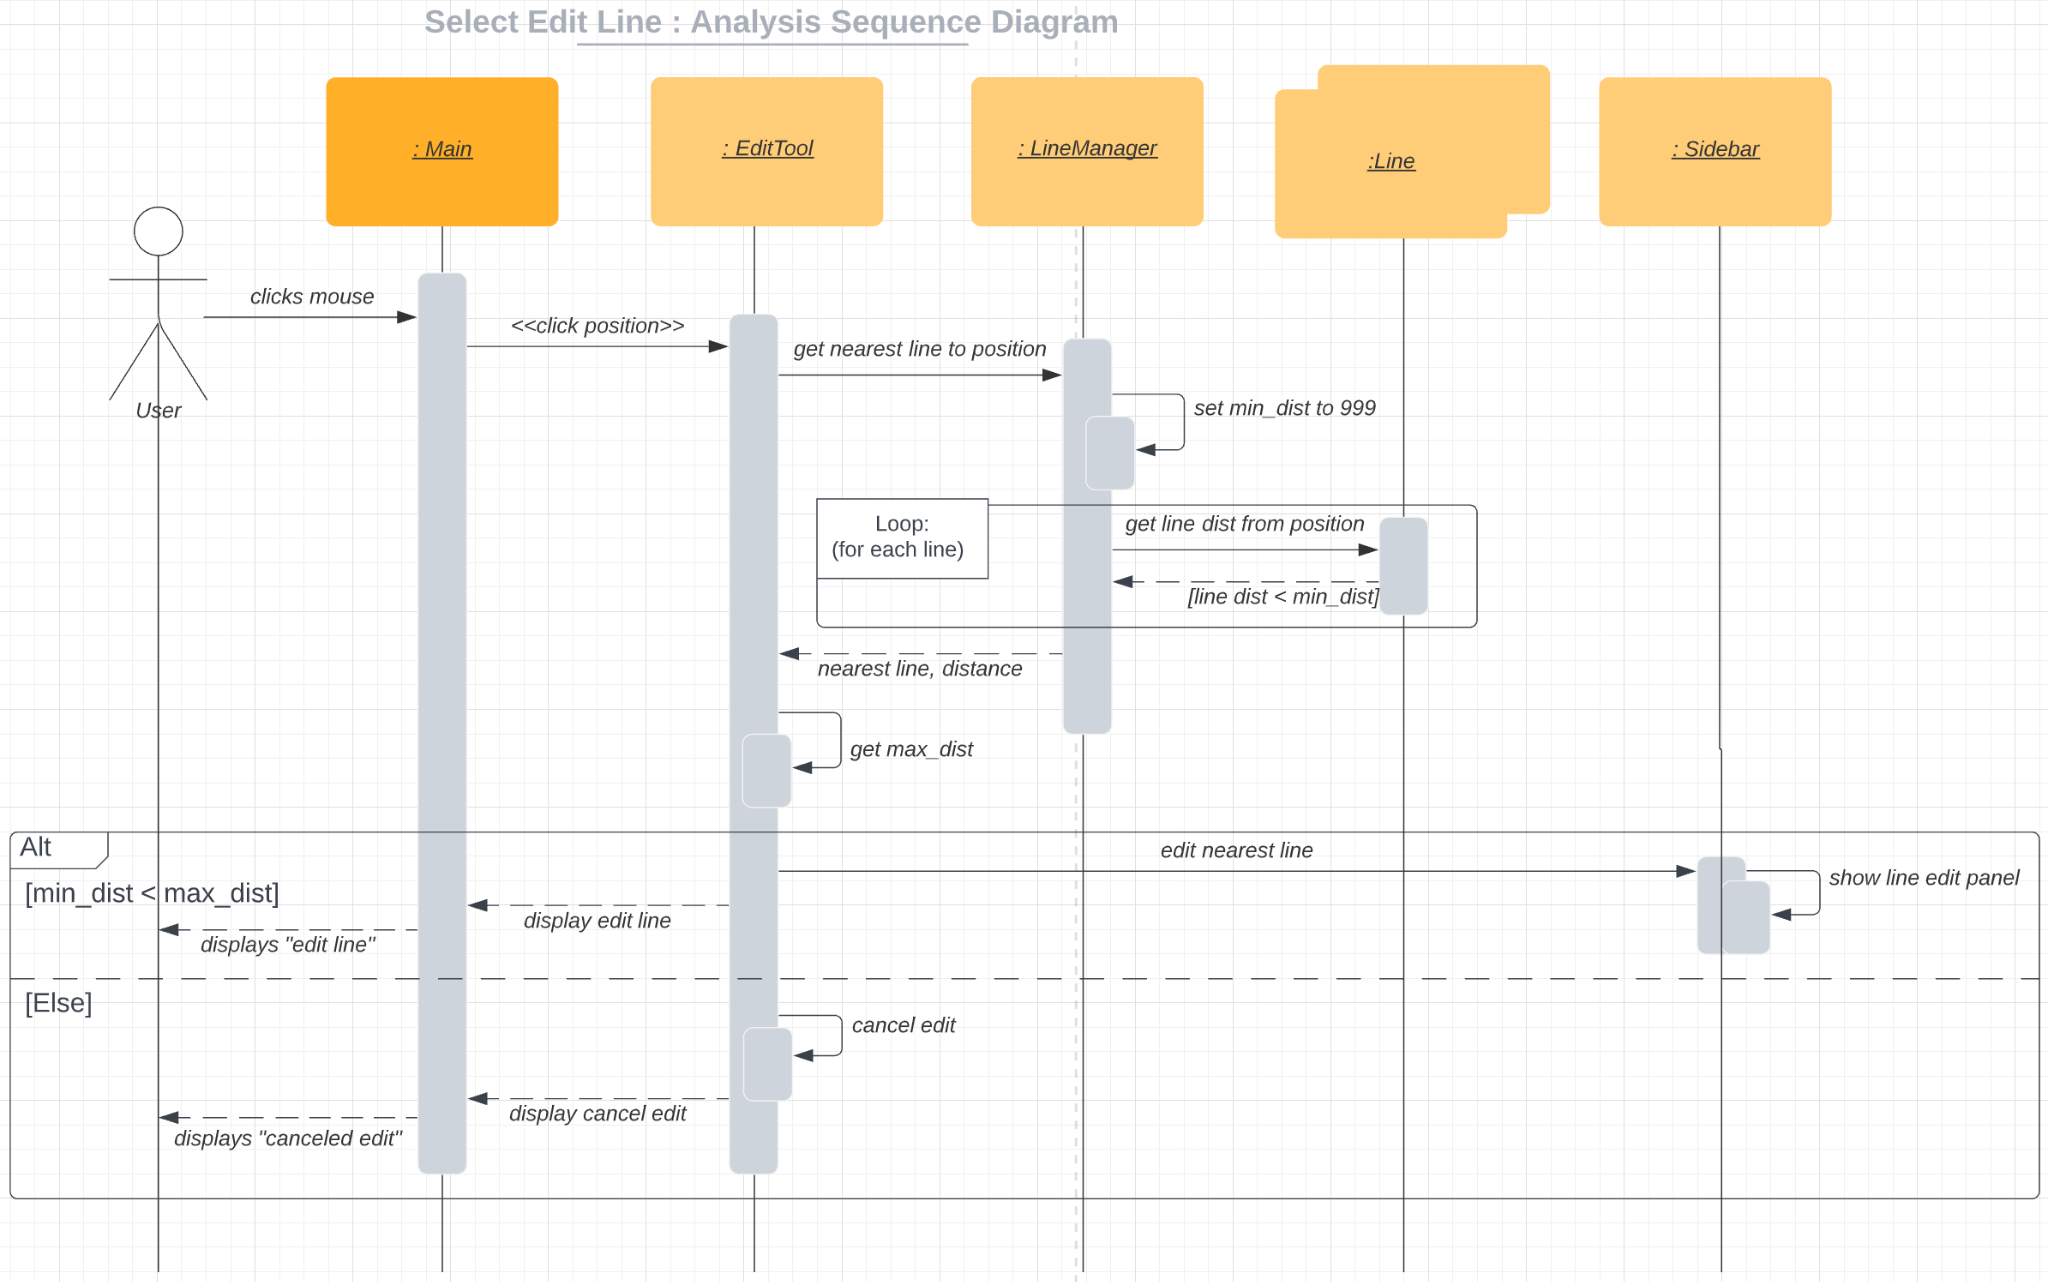 Select Edit Line : Analysis Sequence Diagram
: Main
: EditTool
: LineManager
:Line
: Sidebar
User
clicks mouse
<<click position>>
get nearest line to position
set min_dist to 999
Loop:
(for each line)
get line dist from position
[line dist < min_dist]
nearest line, distance
get max_dist
Alt
[min_dist < max_dist]
edit nearest line
show line edit panel
display edit line
displays "edit line"
[Else]
cancel edit
display cancel edit
displays "canceled edit"